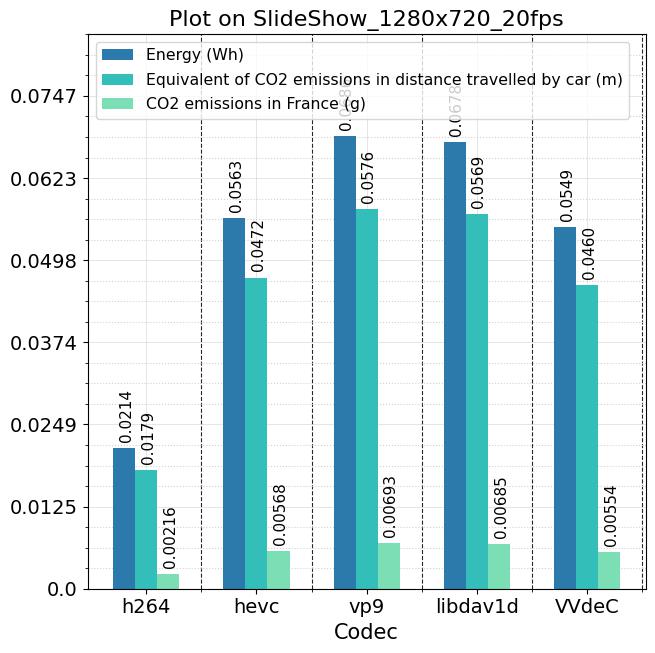 Plot on SlideShow_1280x720_20fps
Energy (Wh)
Equivalent of CO2 emissions in distance travelled by car (m)
CO2 emissions in France (g)
0.0747
0.0623
0.0498
0.0374
0.0249
0.0125
0.0
0.0214
0.0179
0.00216
0.0563
0.0472
0.00568
0.0576
0.00693
0.0678
0.0569
0.00685
0.0549
0.0460
0.00554
h264
hevc
vp9
libdav1d
VVdeC
Codec